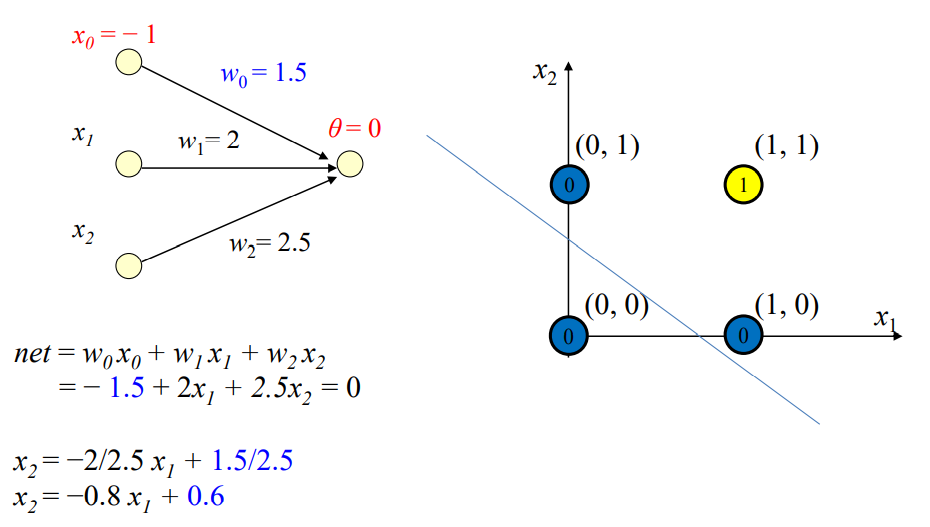 x₀ = − 1
w₀ = 1.5
x₁
w₁= 2
θ = 0
x₂
w₂= 2.5
net = w₀x₀ + w₁x₁ + w₂x₂
= − 1.5 + 2x₁ + 2.5x₂ = 0
x₂= −2/2.5 x₁ + 1.5/2.5
x₂= −0.8 x₁ + 0.6
x₂
(0, 1)
(1, 1)
0
1
(0, 0)
(1, 0)
x₁
0
0